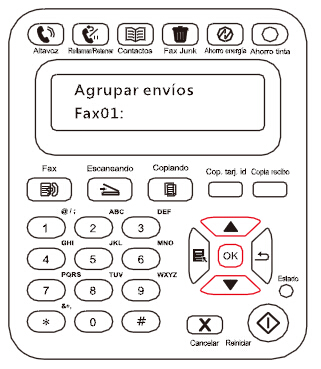 Altavoz Rellamar/Retener Contactos Fax Junk Ahorro energía Ahorro tinta
Agrupar envíos
Fax01:
Fax Escaneando Copiando Cop. tarj. id Copia recibo
@ / : ABC DEF
1 2 3
GHI JKL MNO
4 5 6
OK
PQRS TUV WXYZ
7 8 9
Estado
&*,
* 0 #
X
Cancelar Reiniciar